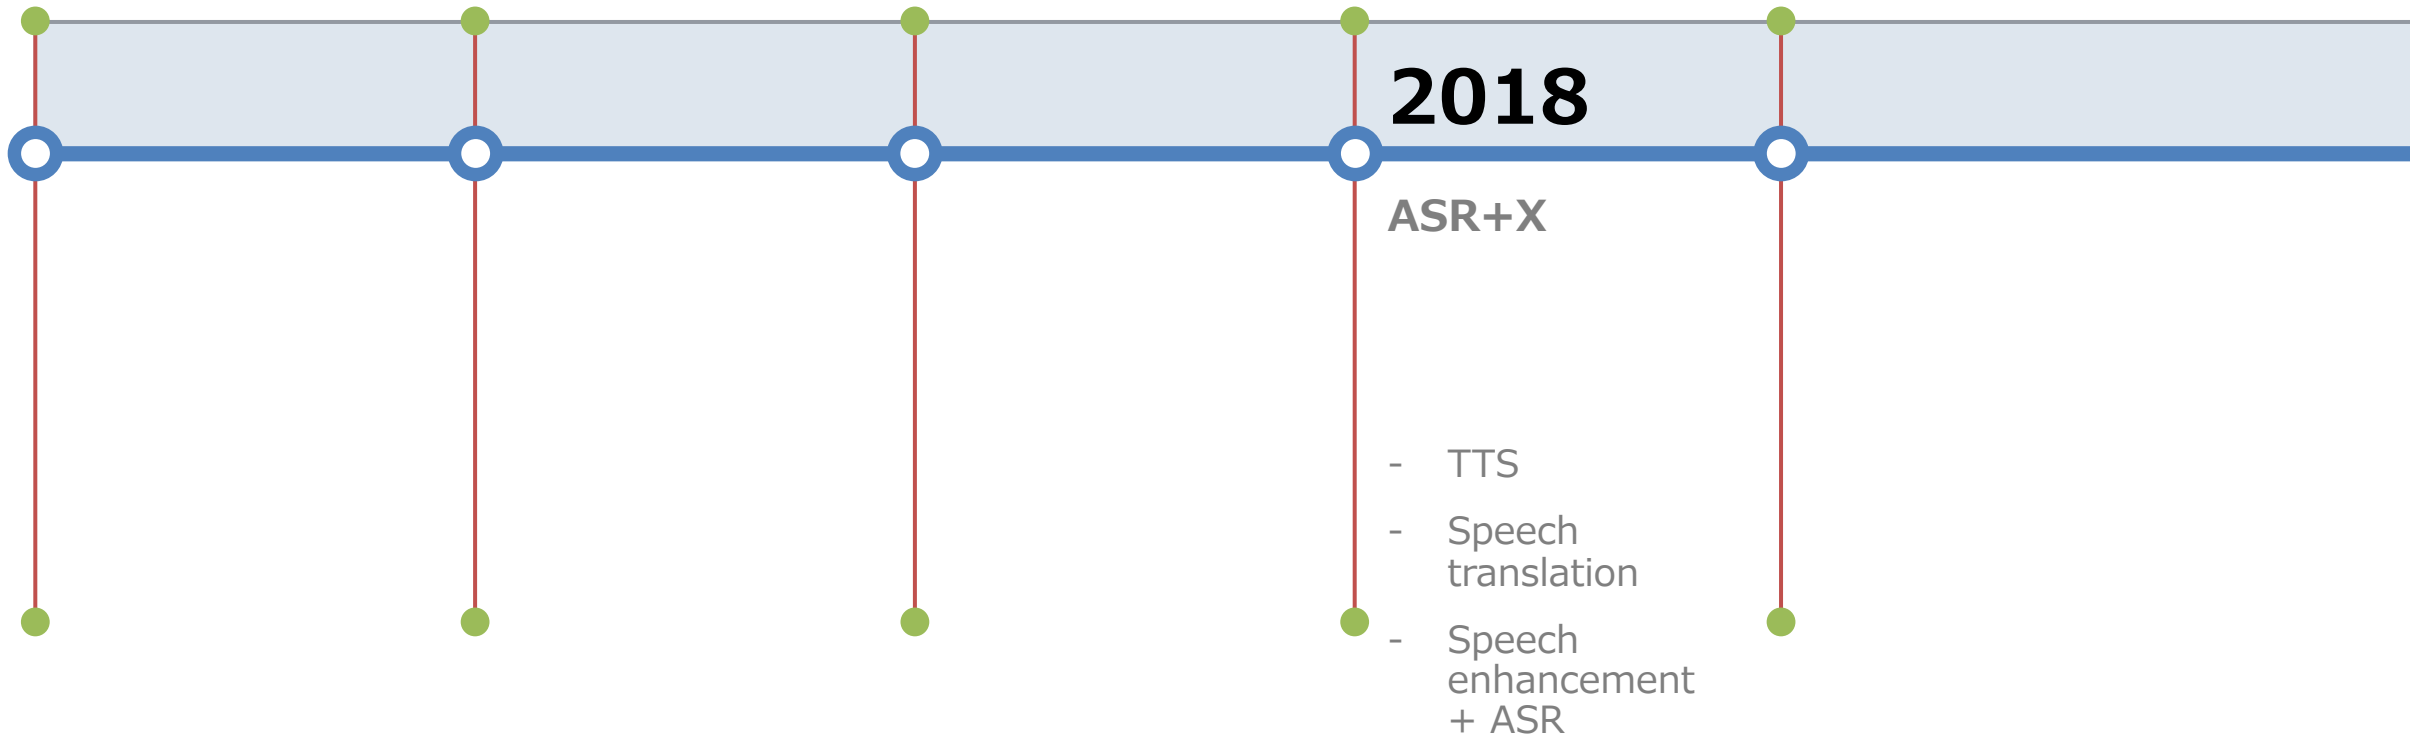 2018
ASR+X
- TTS
- Speech
translation
- Speech
enhancement
+ ASR